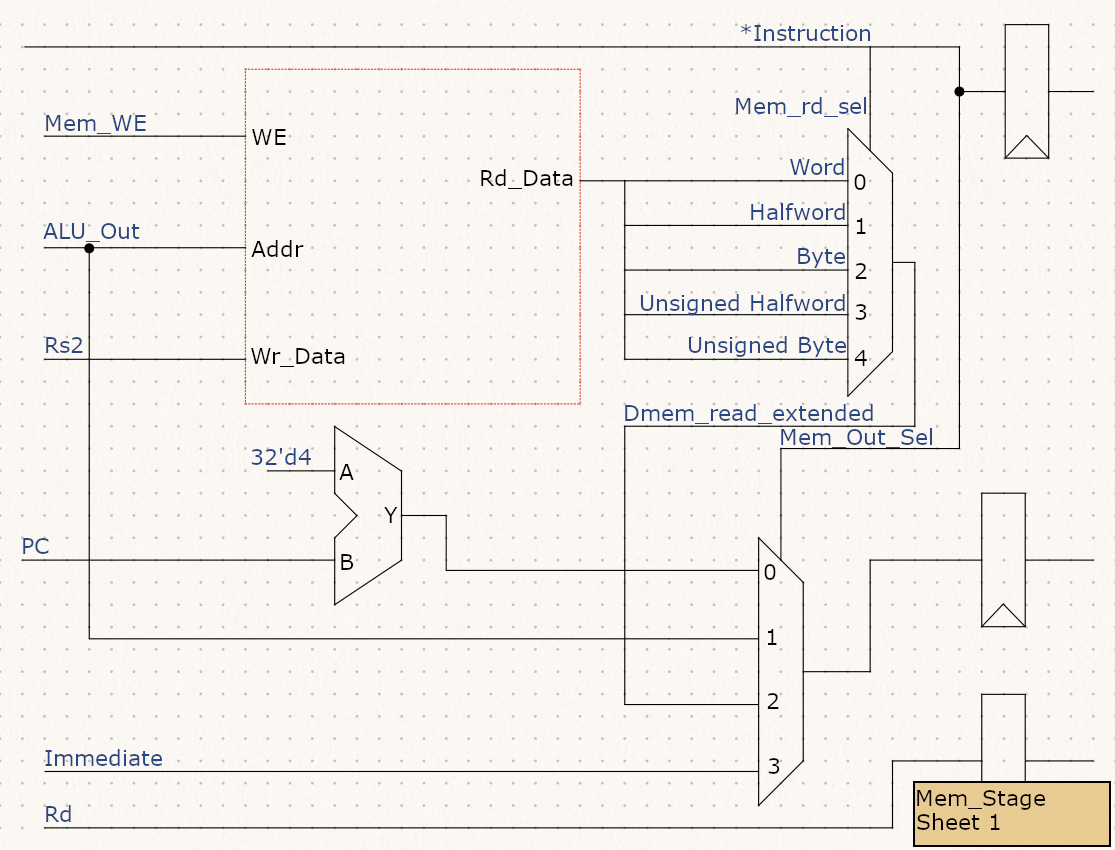 *Instruction
Mem_rd_sel
Mem_WE
WE
Rd_Data
Word
0
Halfword
1
ALU_Out
Addr
Byte
2
Unsigned Halfword
3
Rs2
Wr_Data
Unsigned Byte
4
Dmem_read_extended
Mem_Out_Sel
32'd4
A
Y
PC
B
0
1
2
Immediate
3
Rd
Mem_Stage
Sheet 1